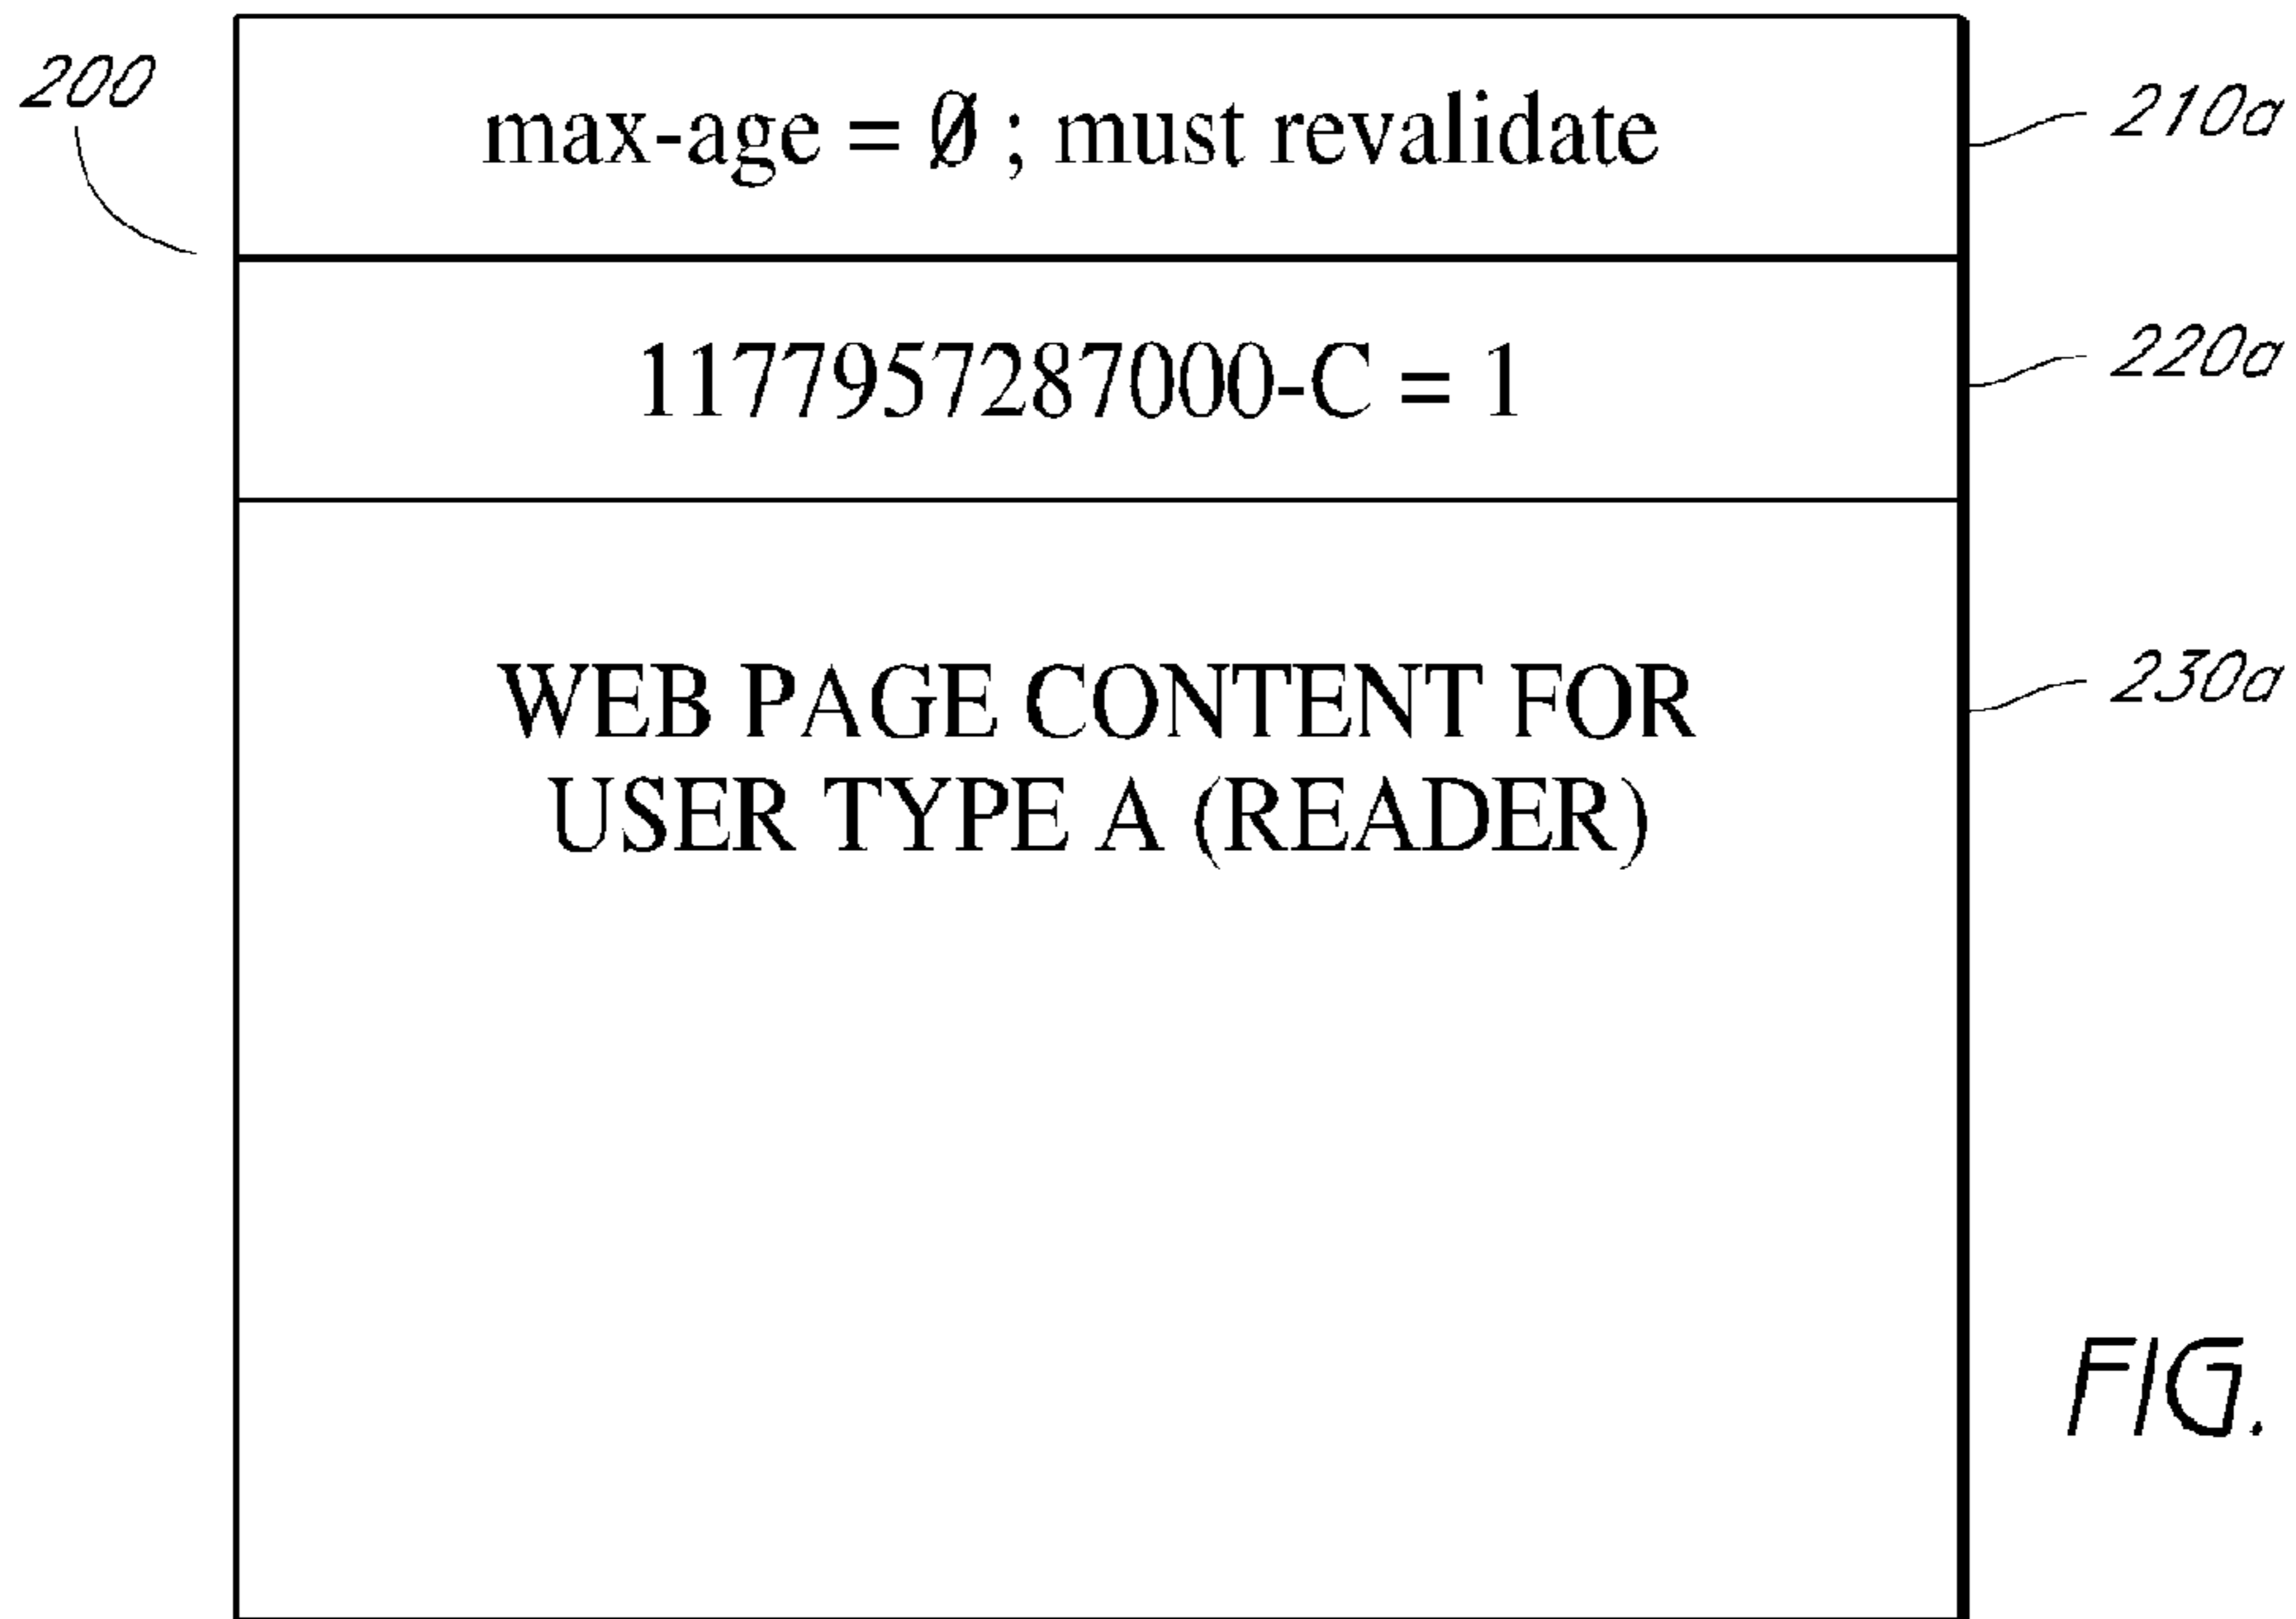 200
max-age = Ø ; must revalidate
210a
1177957287000-C = 1
220a
WEB PAGE CONTENT FOR
230a
USER TYPE A (READER)
FIG.